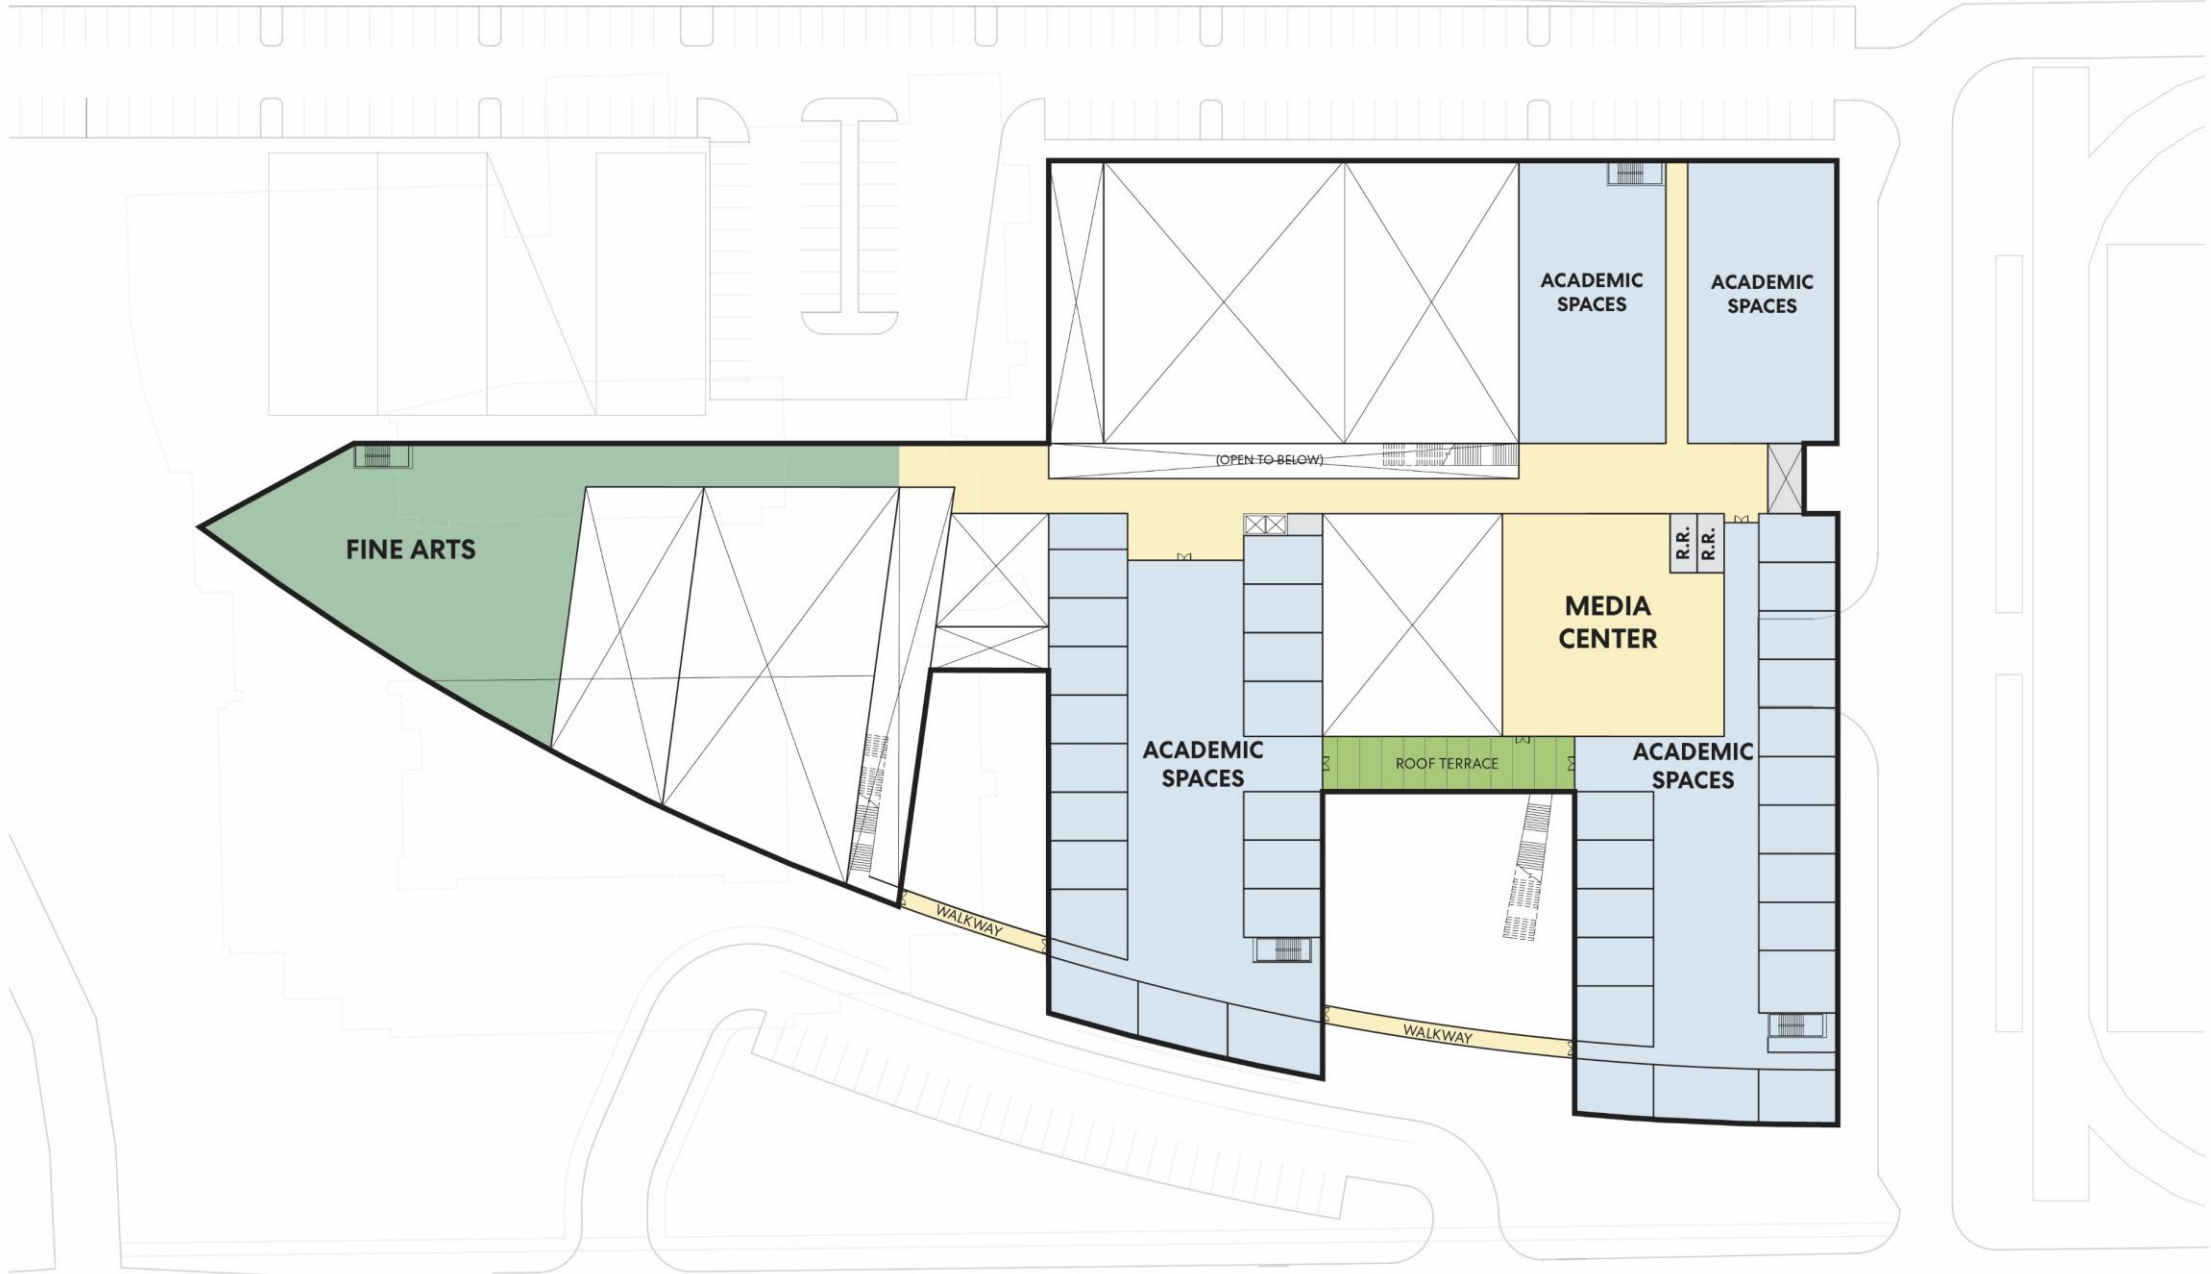 ACADEMIC
SPACES
ACADEMIC
SPACES
(OPEN TO BELOW)
FINE ARTS
R.R.
R.R.
MEDIA
CENTER
ACADEMIC
SPACES
ROOF TERRACE
ACADEMIC
SPACES
WALKWAY
WALKWAY